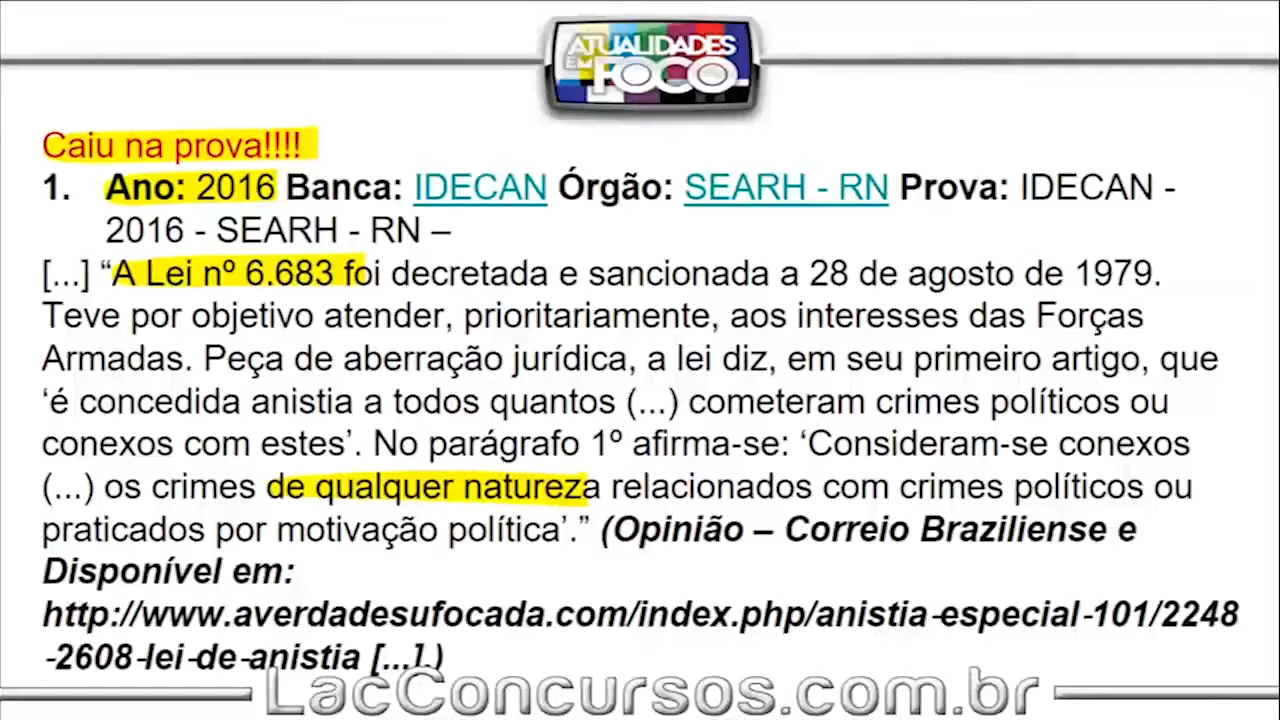 ATUALIDADES
EM FOCO
Caiu na prova!!!!
1. Ano: 2016 Banca: IDECAN Órgão: SEARH - RN Prova: IDECAN -
2016 - SEARH - RN –
[...] “A Lei nº 6.683 foi decretada e sancionada a 28 de agosto de 1979.
Teve por objetivo atender, prioritariamente, aos interesses das Forças
Armadas. Peça de aberração jurídica, a lei diz, em seu primeiro artigo, que
‘é concedida anistia a todos quantos (...) cometeram crimes políticos ou
conexos com estes’. No parágrafo 1º afirma-se: ‘Consideram-se conexos
(...) os crimes de qualquer natureza relacionados com crimes políticos ou
praticados por motivação política’.” (Opinião – Correio Braziliense e
Disponível em:
http://www.averdadesufocada.com/index.php/anistia-especial-101/2248
-2608-lei-de-anistia [...].)
LacConcursos.com.br